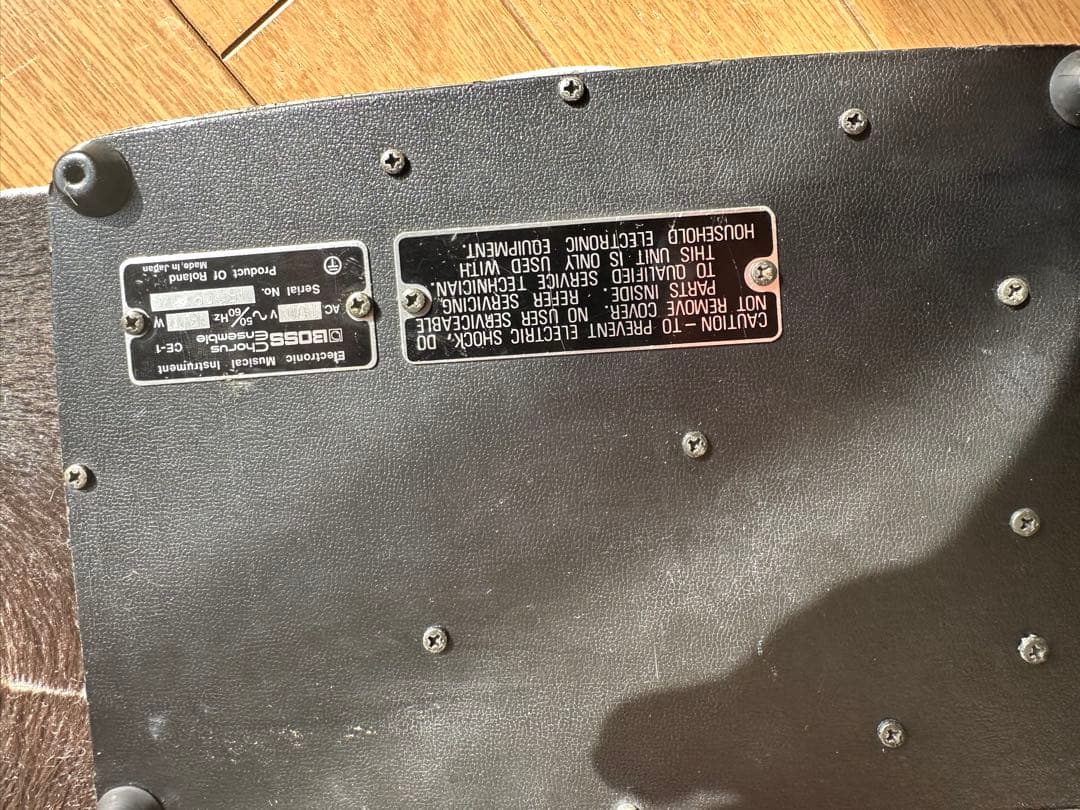 Electronic Musical Instrument
BOSS Chorus Ensemble CE-1
AC V 50/60Hz W
Serial No.
Product Of Roland
Made in Japan
CAUTION – TO PREVENT ELECTRIC SHOCK, DO
NOT REMOVE COVER. NO USER SERVICEABLE
PARTS INSIDE. REFER SERVICING
TO QUALIFIED SERVICE TECHNICIAN.
THIS UNIT IS ONLY USED WITH
HOUSEHOLD ELECTRONIC EQUIPMENT.